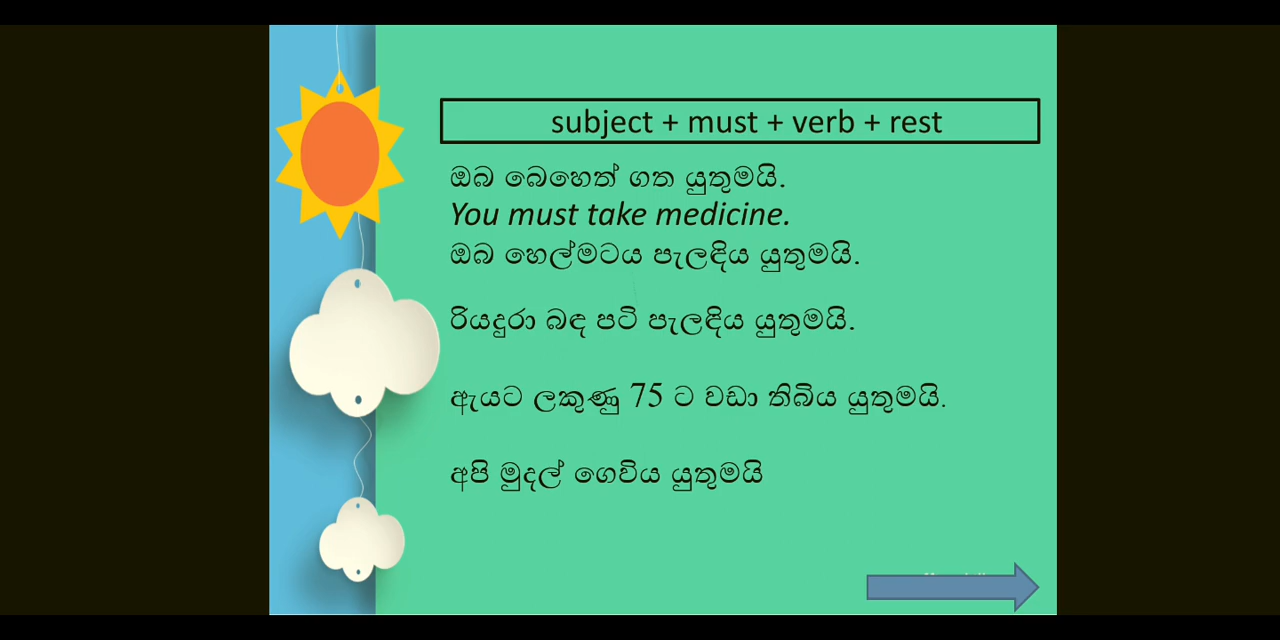 subject + must + verb + rest
ඔබ බෙහෙත් ගත යුතුමයි.
You must take medicine.
ඔබ හෙල්මටය පැලඳිය යුතුමයි.
රියදුරා බඳ පටි පැලඳිය යුතුමයි.
ඇයට ලකුණු 75 ට වඩා තිබිය යුතුමයි.
අපි මුදල් ගෙවිය යුතුමයි